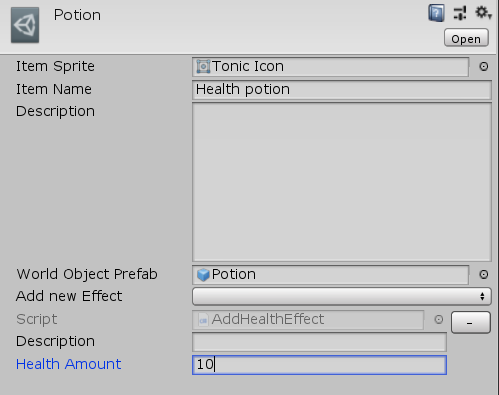 Potion
Open
Item Sprite Tonic Icon
Item Name Health potion
Description
World Object Prefab Potion
Add new Effect
Script AddHealthEffect -
Description
Health Amount 10